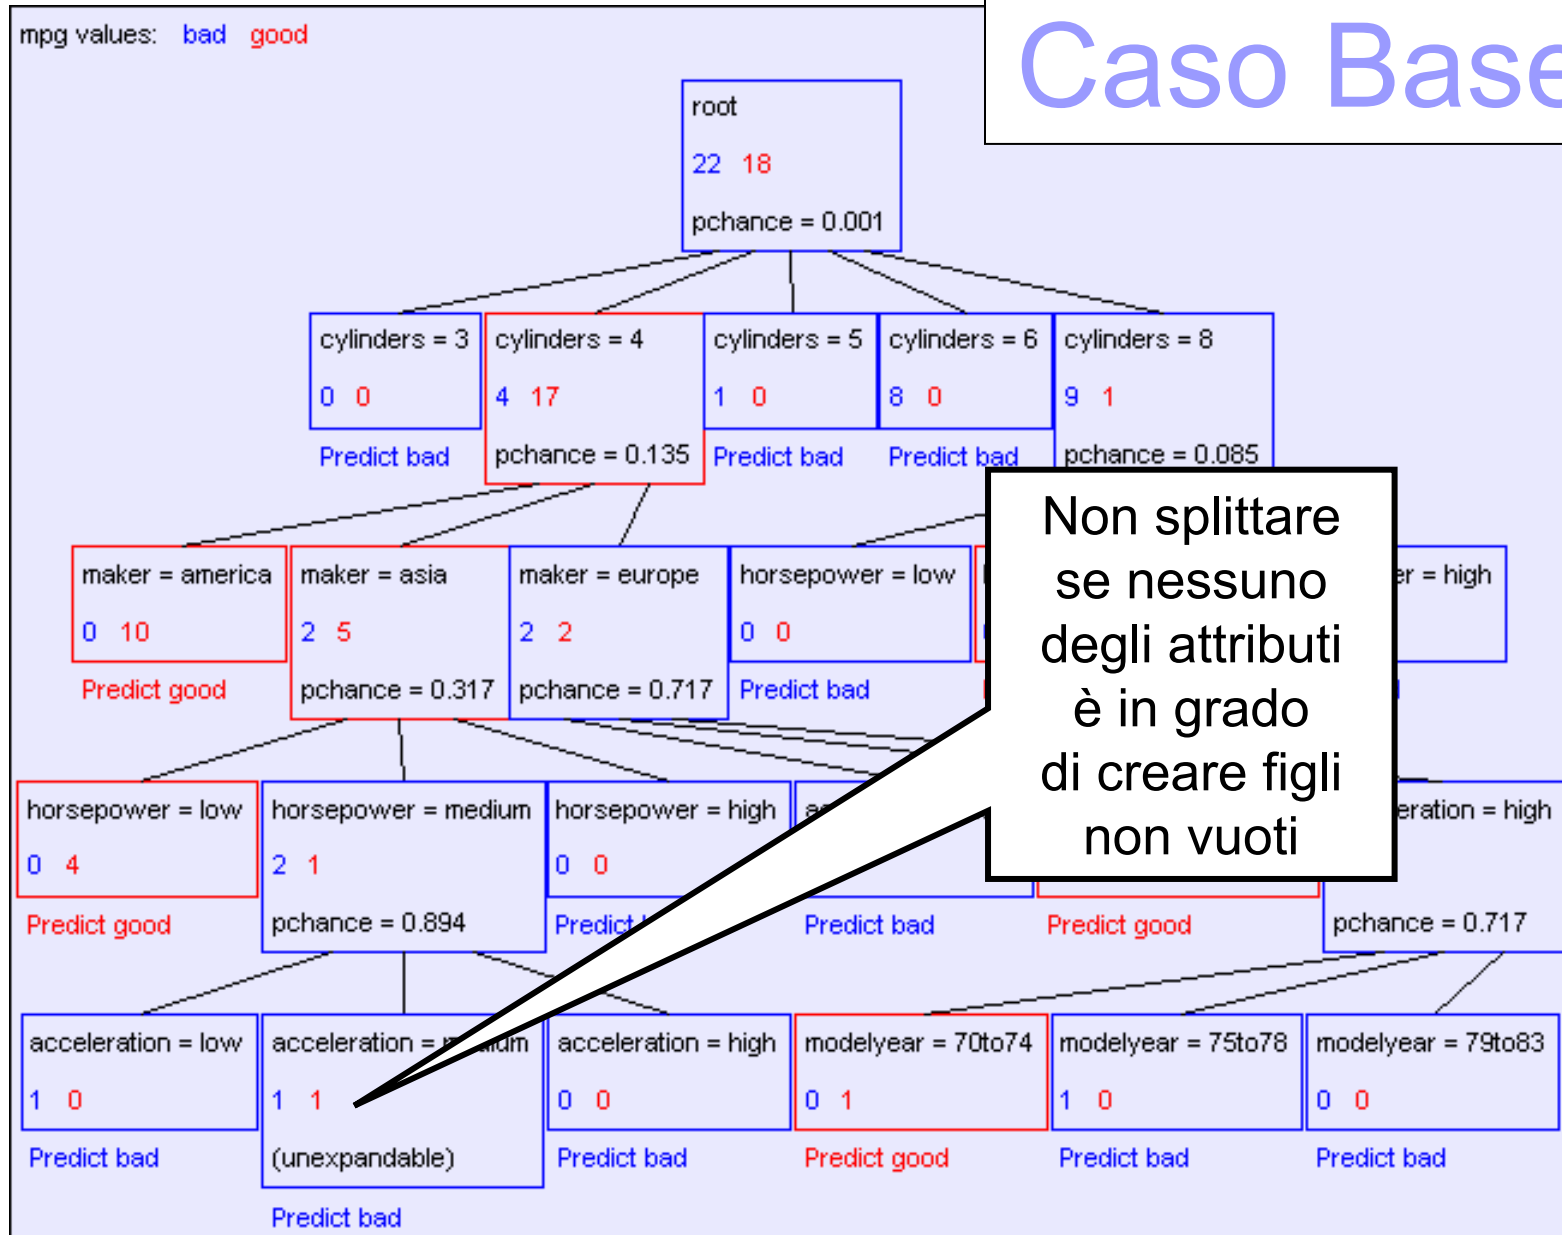 mpg values: bad good
Caso Base
root
22 18
pchance = 0.001
cylinders = 3
0 0
Predict bad
cylinders = 4
4 17
pchance = 0.135
cylinders = 5
1 0
Predict bad
cylinders = 6
8 0
Predict bad
cylinders = 8
9 1
pchance = 0.085
Non splittare
se nessuno
degli attributi
è in grado
di creare figli
non vuoti
maker = america
0 10
Predict good
maker = asia
2 5
pchance = 0.317
maker = europe
2 2
pchance = 0.717
horsepower = low
0 0
Predict bad
= high
horsepower = low
0 4
Predict good
horsepower = medium
2 1
pchance = 0.894
horsepower = high
0 0
Predict bad
Predict good
= high
pchance = 0.717
acceleration = low
1 0
Predict bad
acceleration = medium
1 1
(unexpandable)
Predict bad
acceleration = high
0 0
Predict bad
modelyear = 70to74
0 1
Predict good
modelyear = 75to78
1 0
Predict bad
modelyear = 79to83
0 0
Predict bad